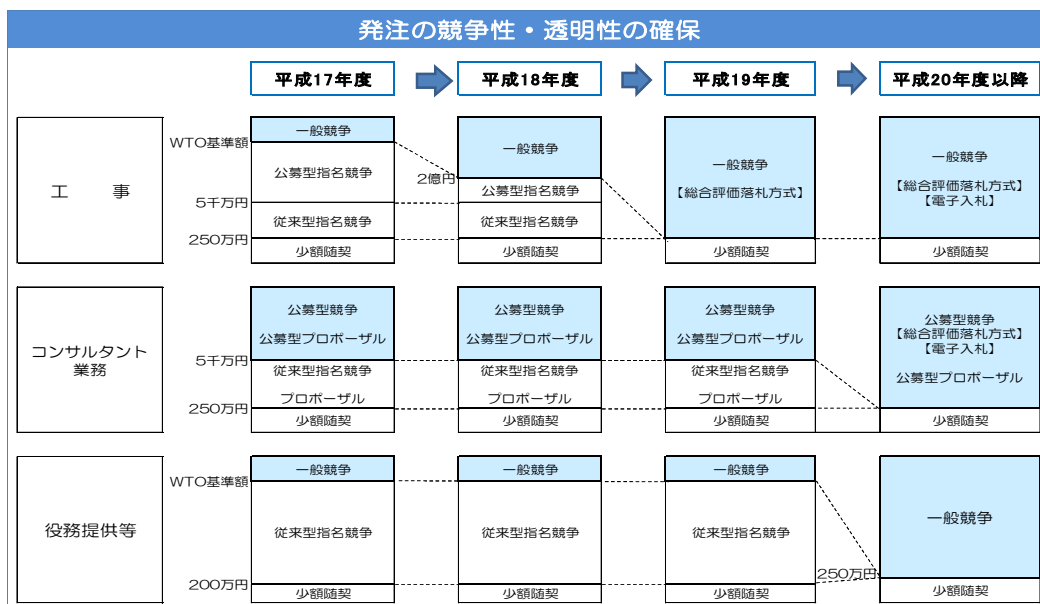 発注の競争性・透明性の確保
平成17年度
平成18年度
平成19年度
平成20年度以降
工　事
WTO基準額
5千万円
250万円
一般競争
公募型指名競争
従来型指名競争
少額随契
2億円
一般競争
公募型指名競争
従来型指名競争
少額随契
一般競争
【総合評価落札方式】
少額随契
一般競争
【総合評価落札方式】
【電子入札】
少額随契
コンサルタント
業務
5千万円
250万円
公募型競争
公募型プロポーザル
従来型指名競争
プロポーザル
少額随契
公募型競争
公募型プロポーザル
従来型指名競争
プロポーザル
少額随契
公募型競争
公募型プロポーザル
従来型指名競争
プロポーザル
少額随契
公募型競争
【総合評価落札方式】
【電子入札】
公募型プロポーザル
少額随契
役務提供等
WTO基準額
200万円
一般競争
従来型指名競争
少額随契
一般競争
従来型指名競争
少額随契
一般競争
従来型指名競争
少額随契
250万円
一般競争
少額随契